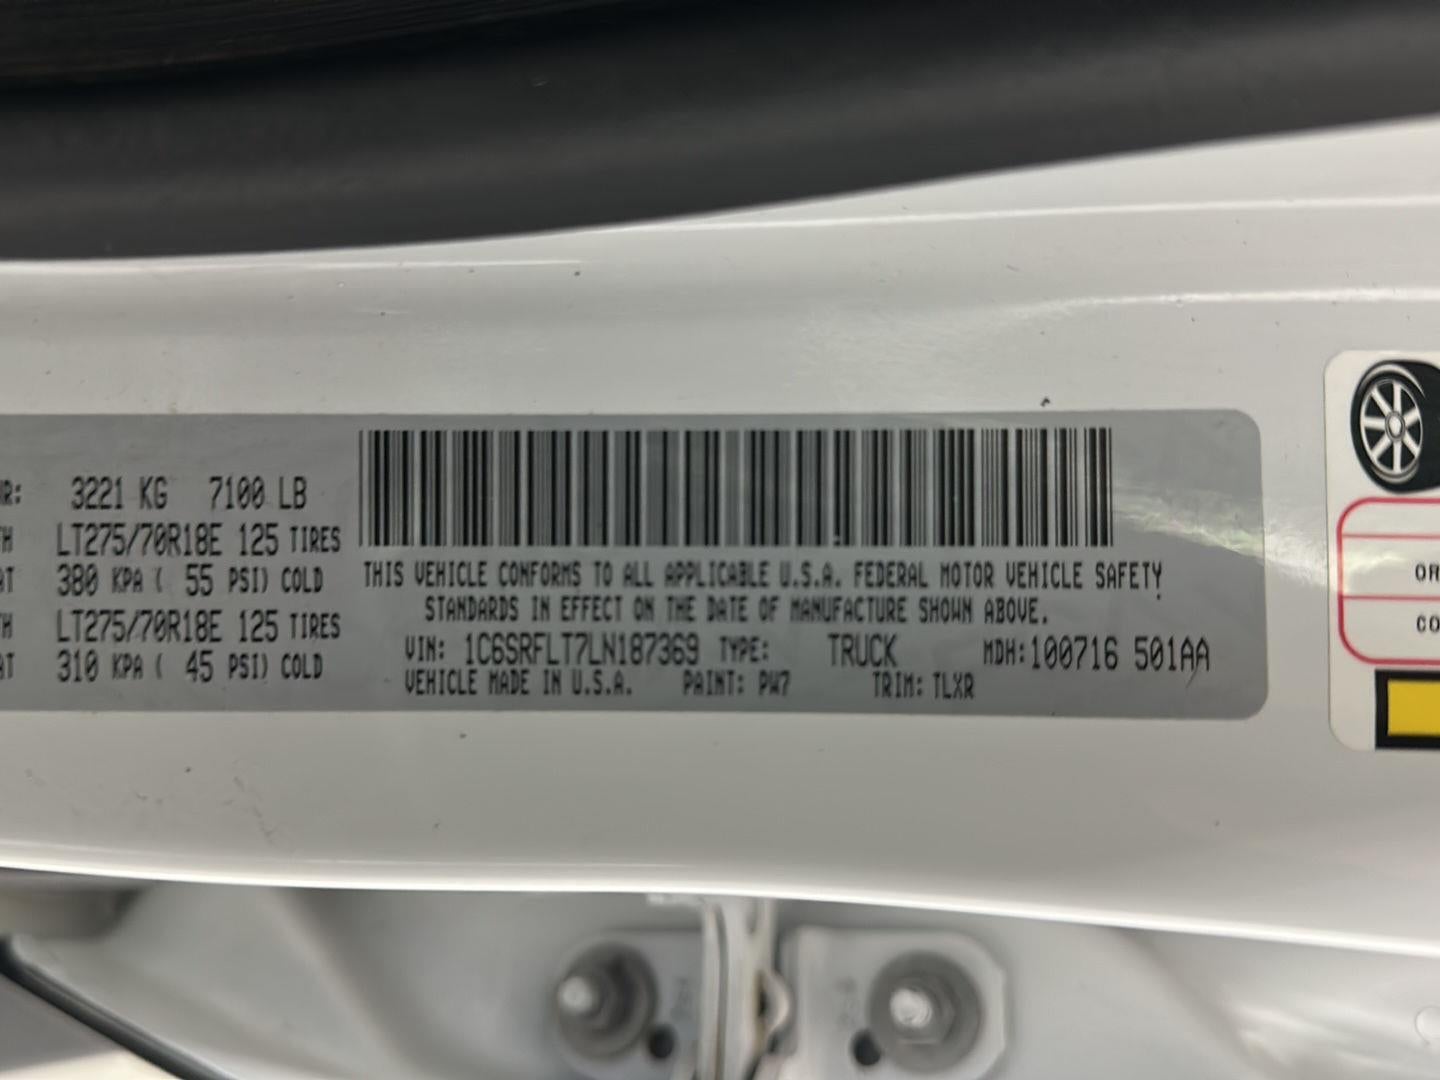 3221 KG 7100 LB
LT275/70R18E 125 TIRES
380 KPA ( 55 PSI) COLD
LT275/70R18E 125 TIRES
310 KPA ( 45 PSI) COLD
THIS VEHICLE CONFORMS TO ALL APPLICABLE U.S.A. FEDERAL MOTOR VEHICLE SAFETY
STANDARDS IN EFFECT ON THE DATE OF MANUFACTURE SHOWN ABOVE.
VIN: 1C6SRFLT7LN187369 TYPE: TRUCK MDH:100716 501AA
VEHICLE MADE IN U.S.A. PAINT: PW7 TRIM: TLXR
OR
CO